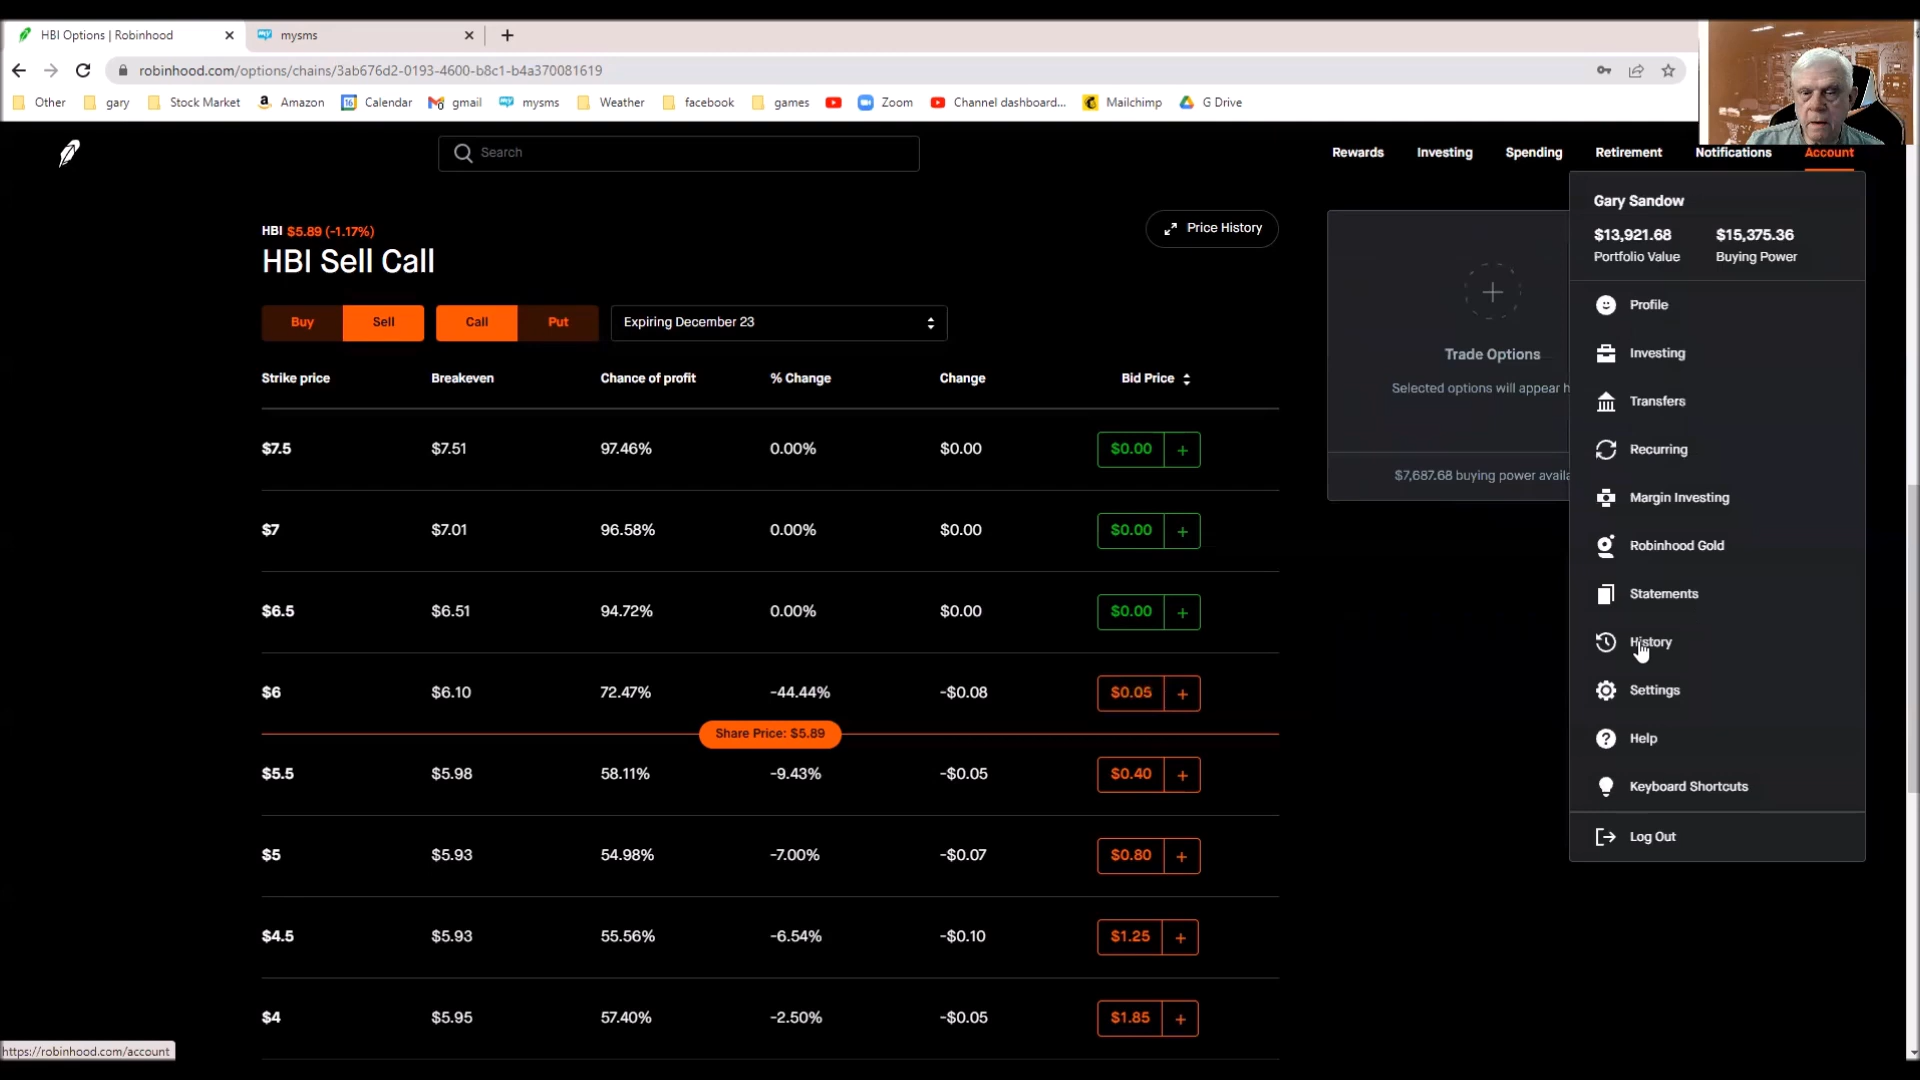 HBI Options | Robinhood
mysms
robinhood.com/options/chains/3ab676d2-0193-4600-b8c1-b4a370081619
Other gary Stock Market Amazon Calendar gmail mysms Weather facebook games Zoom Channel dashboard... Mailchimp G Drive
Search
Rewards Investing Spending Retirement Notifications Account
HBI $5.89 (-1.17%)
HBI Sell Call
Price History
Buy Sell Call Put Expiring December 23
Strike price Breakeven Chance of profit % Change Change Bid Price
$7.5 $7.51 97.46% 0.00% $0.00 $0.00 +
$7 $7.01 96.58% 0.00% $0.00 $0.00 +
$6.5 $6.51 94.72% 0.00% $0.00 $0.00 +
$6 $6.10 72.47% -44.44% -$0.08 $0.05 +
Share Price: $5.89
$5.5 $5.98 58.11% -9.43% -$0.05 $0.40 +
$5 $5.93 54.98% -7.00% -$0.07 $0.80 +
$4.5 $5.93 55.56% -6.54% -$0.10 $1.25 +
$4 $5.95 57.40% -2.50% -$0.05 $1.85 +
Trade Options
Selected options will appear h
$7,687.68 buying power availa
Gary Sandow
$13,921.68 $15,375.36
Portfolio Value Buying Power
Profile
Investing
Transfers
Recurring
Margin Investing
Robinhood Gold
Statements
History
Settings
Help
Keyboard Shortcuts
Log Out
https://robinhood.com/account